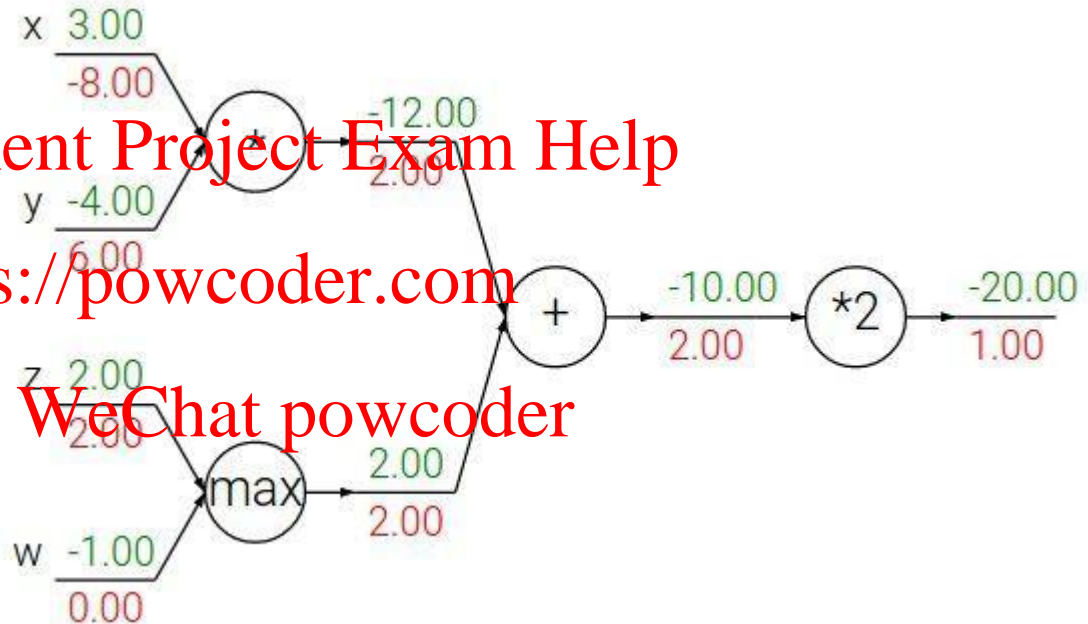 x 3.00
-8.00
-12.00
*
ent Project Exam Help
2.00
y -4.00
6.00
s://powcoder.com
-10.00
-20.00
+
*2
2.00
1.00
z 2.00
WeChat powcoder
2.00
2.00
max
2.00
w -1.00
0.00